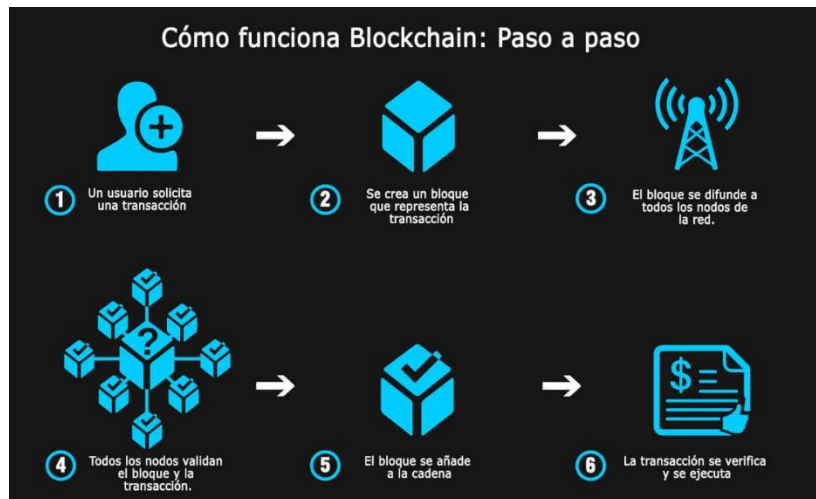 Cómo funciona Blockchain: Paso a paso
1
Un usuario solicita
una transacción
2
Se crea un bloque
que representa la
transacción
3
El bloque se difunde a
todos los nodos de
la red.
?
4
Todos los nodos validan
el bloque y la
transacción.
5
El bloque se añade
a la cadena
$
6
La transacción se verifica
y se ejecuta